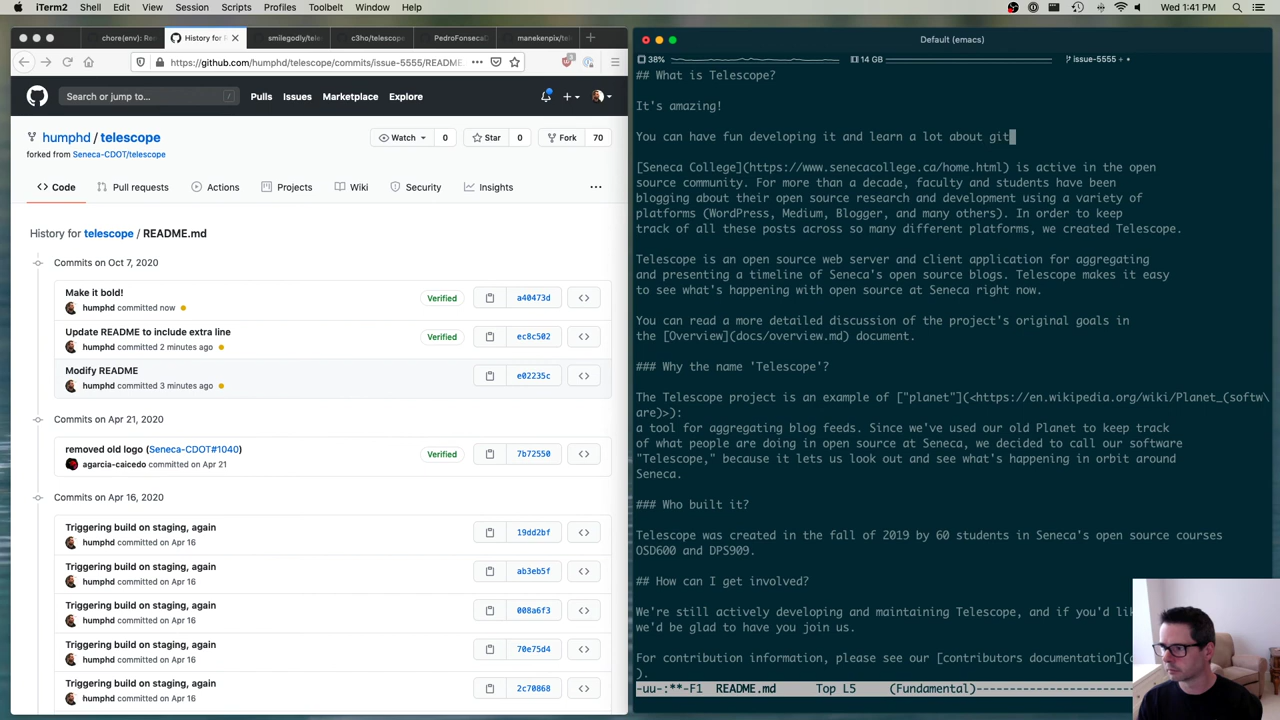 iTerm2 Shell Edit View Session Scripts Profiles Toolbelt Window Help
Wed 1:41 PM
chore(env): Re
History for R
smilegodly/tele
c3ho/telescope
PedroFonsecaD
manekenpix/tel
https://github.com/humphd/telescope/commits/issue-5555/README
Search or jump to... /
Pulls Issues Marketplace Explore
humphd / telescope
forked from Seneca-CDOT/telescope
Watch 0 Star 0 Fork 70
Code Pull requests Actions Projects Wiki Security Insights
History for telescope / README.md
Commits on Oct 7, 2020
Make it bold!
humphd committed now
Verified a40473d
Update README to include extra line
humphd committed 2 minutes ago
Verified ec8c502
Modify README
humphd committed 3 minutes ago
e02235c
Commits on Apr 21, 2020
removed old logo (Seneca-CDOT#1040)
agarcia-caicedo committed on Apr 21
Verified 7b72550
Commits on Apr 16, 2020
Triggering build on staging, again
humphd committed on Apr 16
19dd2bf
Triggering build on staging, again
humphd committed on Apr 16
ab3eb5f
Triggering build on staging, again
humphd committed on Apr 16
008a6f3
Triggering build on staging, again
humphd committed on Apr 16
70e75d4
Triggering build on staging, again
humphd committed on Apr 16
2c70868
Default (emacs)
38% 14 GB issue-5555 + •
## What is Telescope?
It's amazing!
You can have fun developing it and learn a lot about git
[Seneca College](https://www.senecacollege.ca/home.html) is active in the open
source community. For more than a decade, faculty and students have been
blogging about their open source research and development using a variety of
platforms (WordPress, Medium, Blogger, and many others). In order to keep
track of all these posts across so many different platforms, we created Telescope.
Telescope is an open source web server and client application for aggregating
and presenting a timeline of Seneca's open source blogs. Telescope makes it easy
to see what's happening with open source at Seneca right now.
You can read a more detailed discussion of the project's original goals in
the [Overview](docs/overview.md) document.
### Why the name 'Telescope'?
The Telescope project is an example of ["planet"](<https://en.wikipedia.org/wiki/Planet_(softw\
are)>):
a tool for aggregating blog feeds. Since we've used our old Planet to keep track
of what people are doing in open source at Seneca, we decided to call our software
"Telescope," because it lets us look out and see what's happening in orbit around
Seneca.
### Who built it?
Telescope was created in the fall of 2019 by 60 students in Seneca's open source courses
OSD600 and DPS909.
## How can I get involved?
We're still actively developing and maintaining Telescope, and if you'd li
we'd be glad to have you join us.
For contribution information, please see our [contributors documentation](
).
-uu-:**-F1 README.md Top L5 (Fundamental)